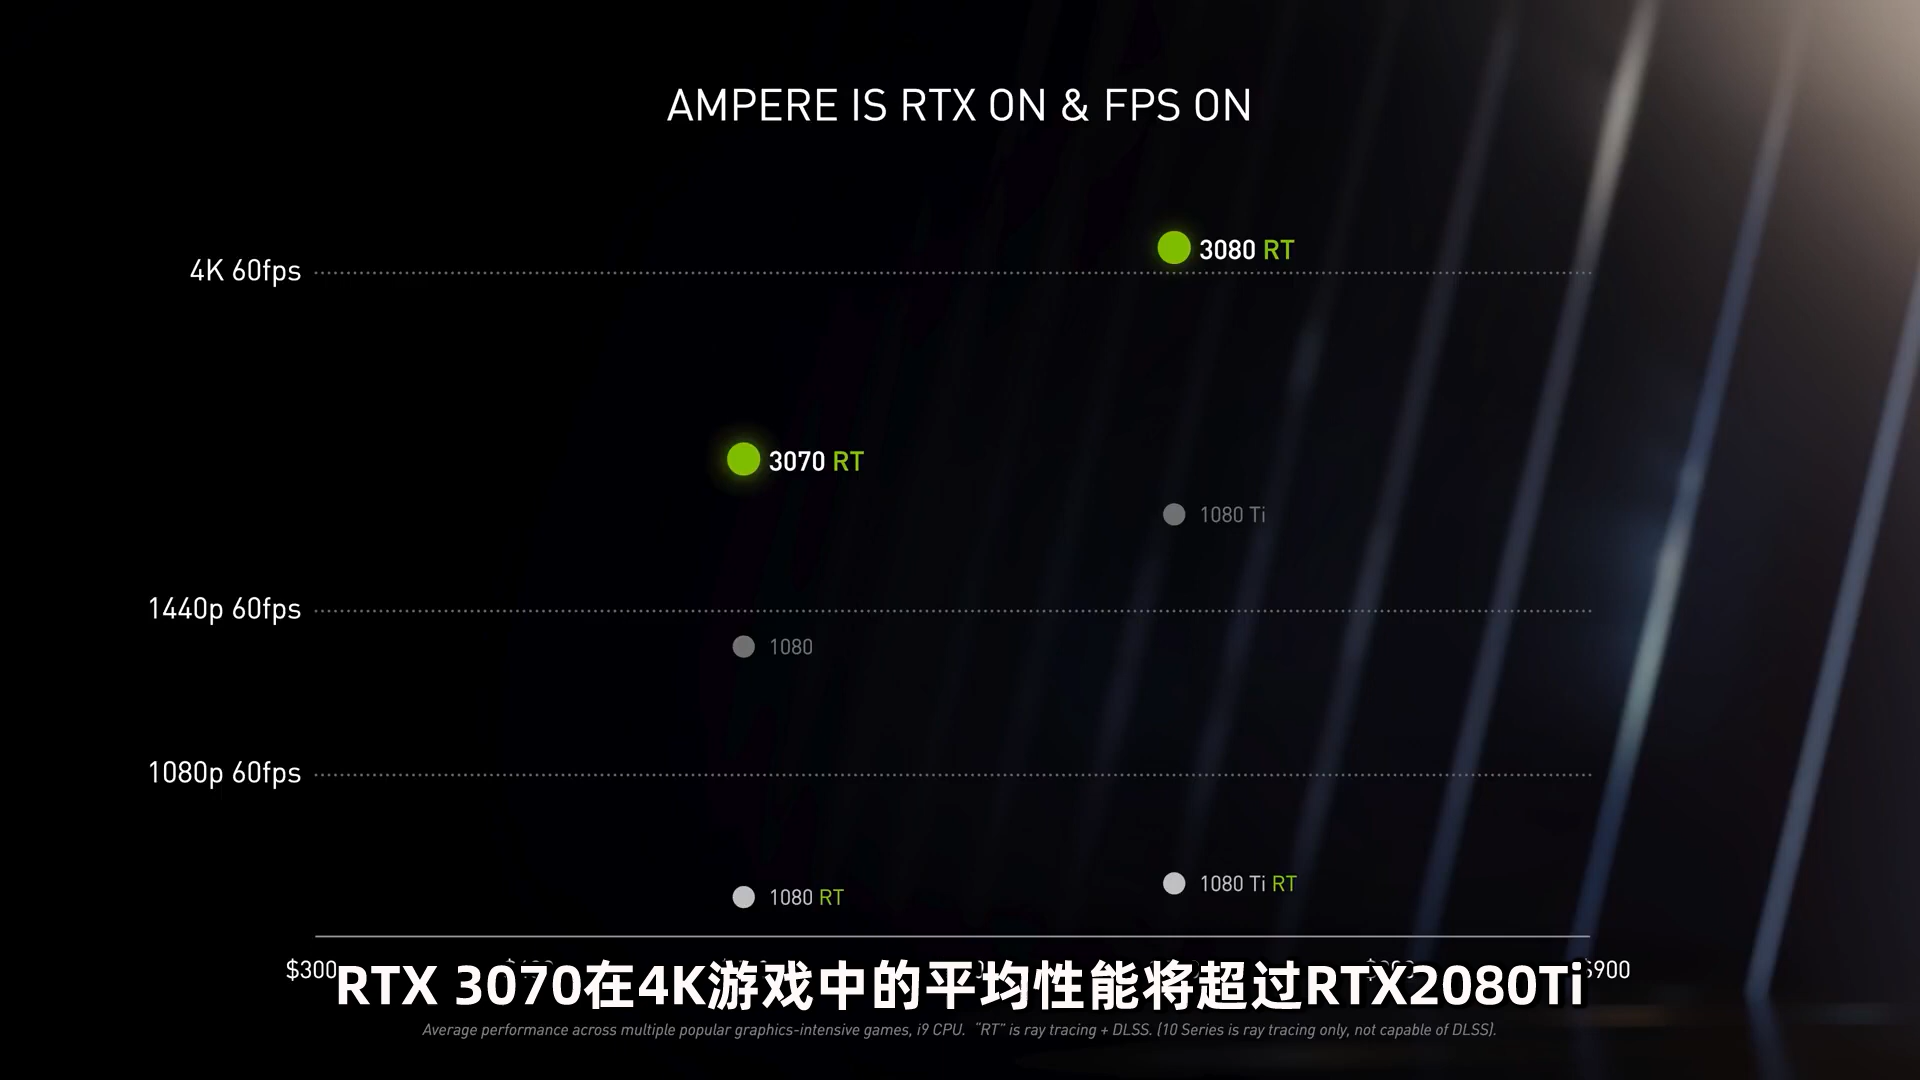 AMPERE IS RTX ON & FPS ON
3080 RT
4K 60fps
3070 RT
1080 Ti
1440p 60fps
1080
1080p 60fps
1080 Ti RT
1080 RT
$300
$900
RTX 3070在4K游戏中的平均性能将超过RTX2080Ti
Average performance across multiple popular graphics-intensive games, i9 CPU. "RT" is ray tracing + DLSS. (10 Series is ray tracing only, not capable of DLSS).